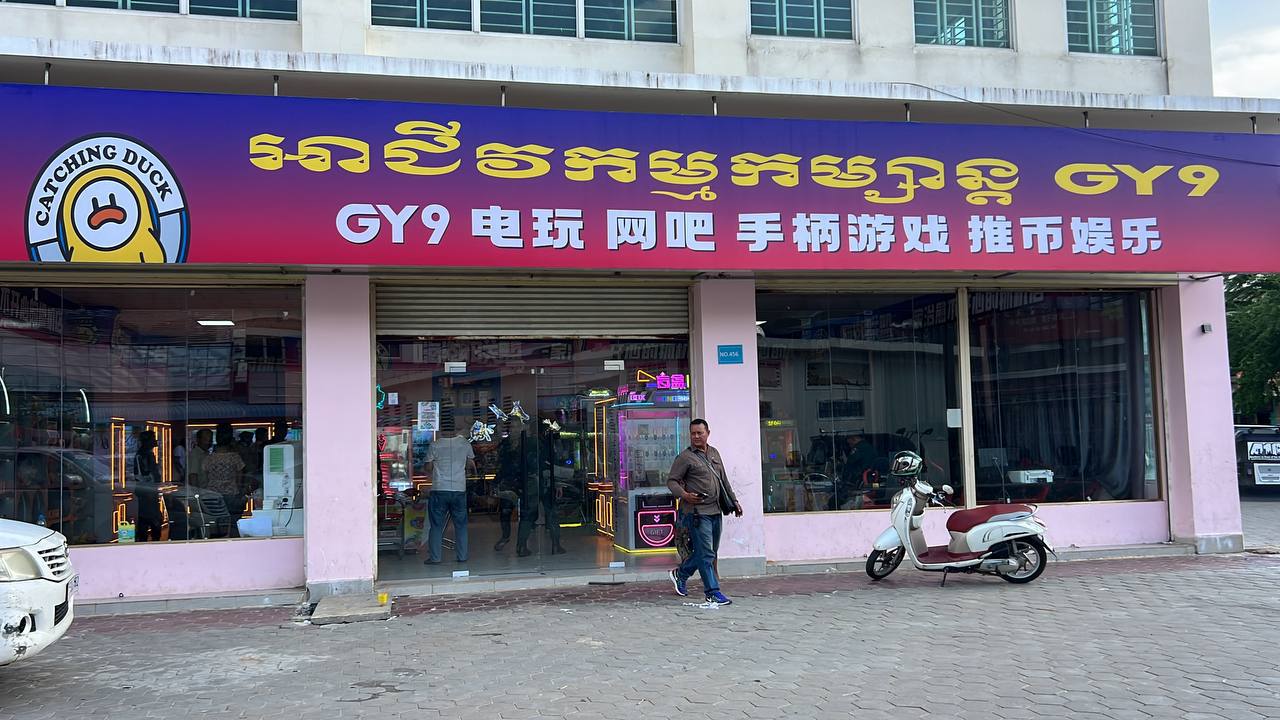 CATCHING DUCK
អាជីវកម្មកម្សាន្ត GY9
GY9 电玩 网吧 手柄游戏 推币娱乐
NO.456